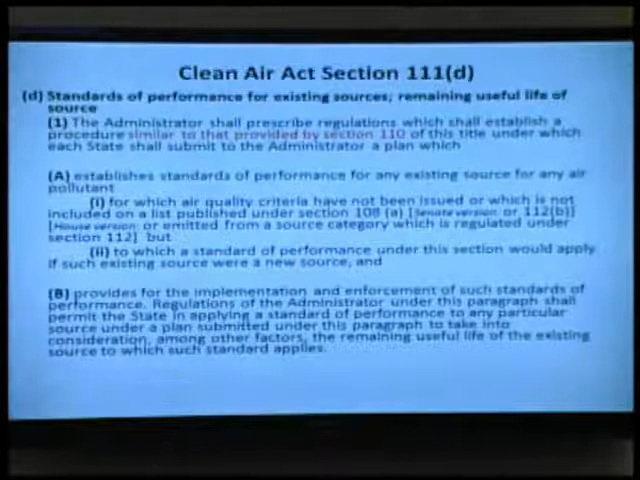 Clean Air Act Section 111(d)
(d) Standards of performance for existing sources; remaining useful life of
source
(1) The Administrator shall prescribe regulations which shall establish a
procedure similar to that provided by section 110 of this title under which
each State shall submit to the Administrator a plan which
(A) establishes standards of performance for any existing source for any air
pollutant
(i) for which air quality criteria have not been issued or which is not
included on a list published under section 108 (a) [Senate version or 112(b)]
[House version or emitted from a source category which is regulated under
section 112] but
(ii) to which a standard of performance under this section would apply
if such existing source were a new source, and
(B) provides for the implementation and enforcement of such standards of
performance. Regulations of the Administrator under this paragraph shall
permit the State in applying a standard of performance to any particular
source under a plan submitted under this paragraph to take into
consideration, among other factors, the remaining useful life of the existing
source to which such standard applies.